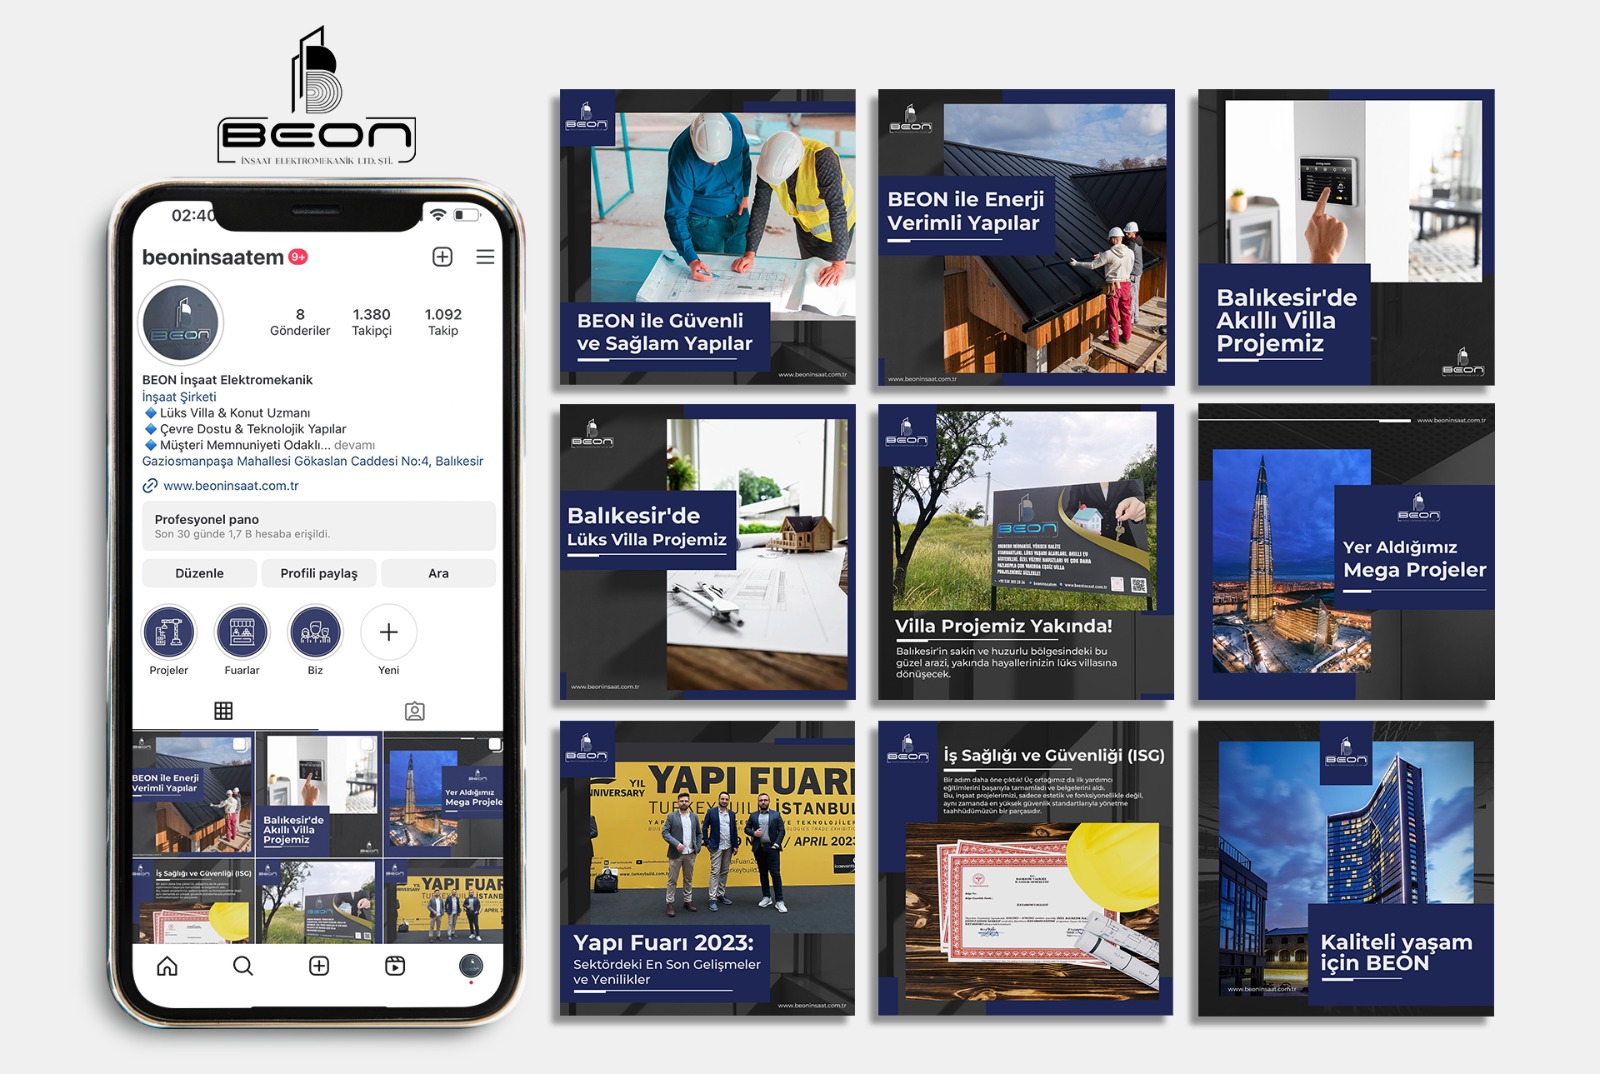 BEON
İNŞAAT ELEKTROMEKANİK LTD. ŞTİ.
02:40
beoninsaatem 9+
8
Gönderiler
1.380
Takipçi
1.092
Takip
BEON
BEON İnşaat Elektromekanik
İnşaat Şirketi
Lüks Villa & Konut Uzmanı
Çevre Dostu & Teknolojik Yapılar
Müşteri Memnuniyeti Odaklı... devamı
Gaziosmanpaşa Mahallesi Gökaslan Caddesi No:4, Balıkesir
www.beoninsaat.com.tr
Profesyonel pano
Son 30 günde 1,7 B hesaba erişildi.
Düzenle
Profili paylaş
Ara
Projeler
Fuarlar
Biz
Yeni
BEON ile Enerji
Verimli Yapılar
Balıkesir'de
Akıllı Villa
Projemiz
Yer Aldığımız
Mega Projele
İş Sağlığı ve Güvenliği (ISG)
YAPI FUAR
BEON
BEON ile Güvenli
ve Sağlam Yapılar
www.beoninsaat.com.tr
BEON
BEON ile Enerji
Verimli Yapılar
www.beoninsaat.com.tr
Balıkesir'de
Akıllı Villa
Projemiz
BEON
BEON
Balıkesir'de
Lüks Villa Projemiz
www.beoninsaat.com.tr
BEON
BEON
Villa Projemiz Yakında!
Balıkesir'in sakin ve huzurlu bölgesindeki bu
güzel arazi, yakında hayallerinizin lüks villasına
dönüşecek.
www.beoninsaat.com.tr
BEON
Yer Aldığımız
Mega Projeler
BEON
YIL
NNIVERSARY
YAPI FUARI
TURKEYBUILD İSTANBUL
APRIL 2023
Yapı Fuarı 2023:
Sektördeki En Son Gelişmeler
ve Yenilikler
www.beoninsaat.com.tr
BEON
İş Sağlığı ve Güvenliği (ISG)
Bir adım daha öne çıktık! Üç ortağımız da ilk yardımcı
eğitimlerini başarıyla tamamladı ve belgelerini aldı.
Bu, inşaat projelerimizi, sadece estetik ve fonksiyonellikle değil,
aynı zamanda en yüksek güvenlik standartlarıyla yönetme
taahhüdümüzün bir parçasıdır.
BEON
Kaliteli yaşam
için BEON
www.beoninsaat.com.tr